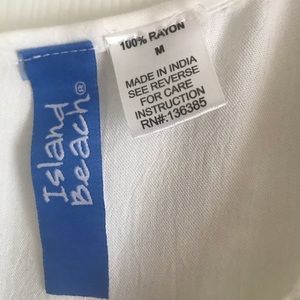 Island
Beach®
100% RAYON
M
MADE IN INDIA
SEE REVERSE
FOR CARE
INSTRUCTION
RN#:136385